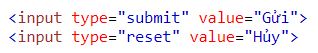 <input type="submit" value="Gửi">
<input type="reset" value="Hủy">